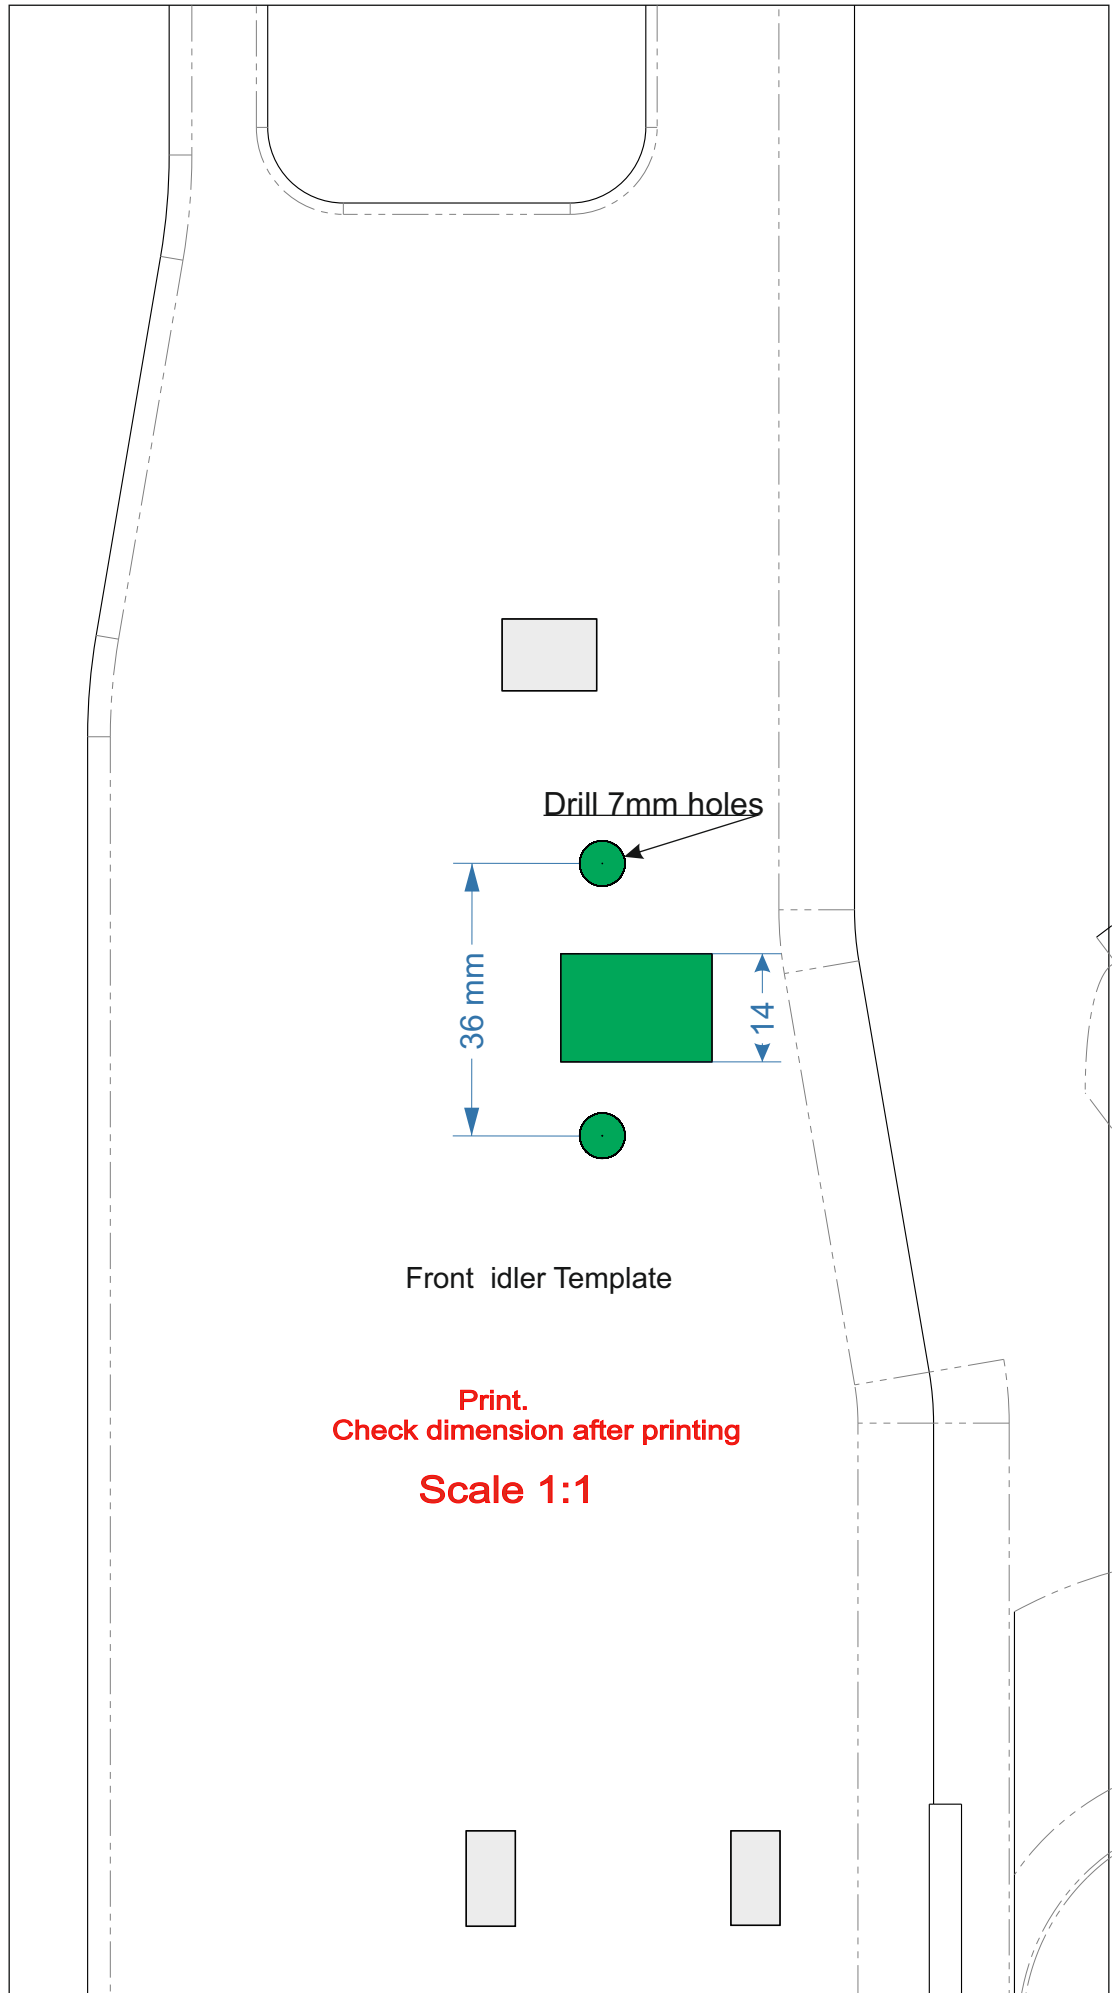 Drill 7mm holes
36 mm
14
Front idler Template
Print.
Check dimension after printing
Scale 1:1